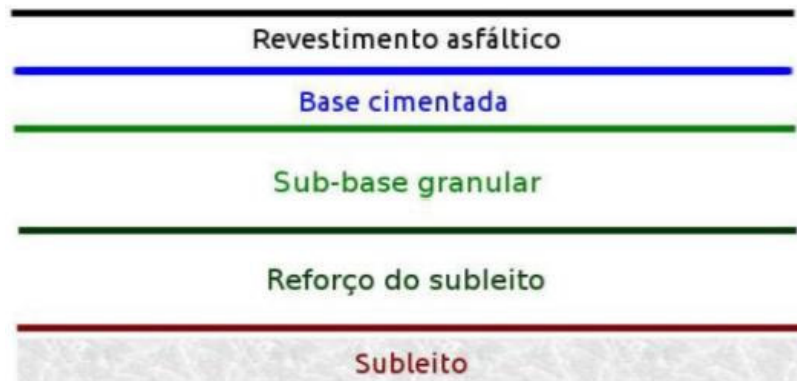 Revestimento asfáltico
Base cimentada
Sub-base granular
Reforço do subleito
Subleito